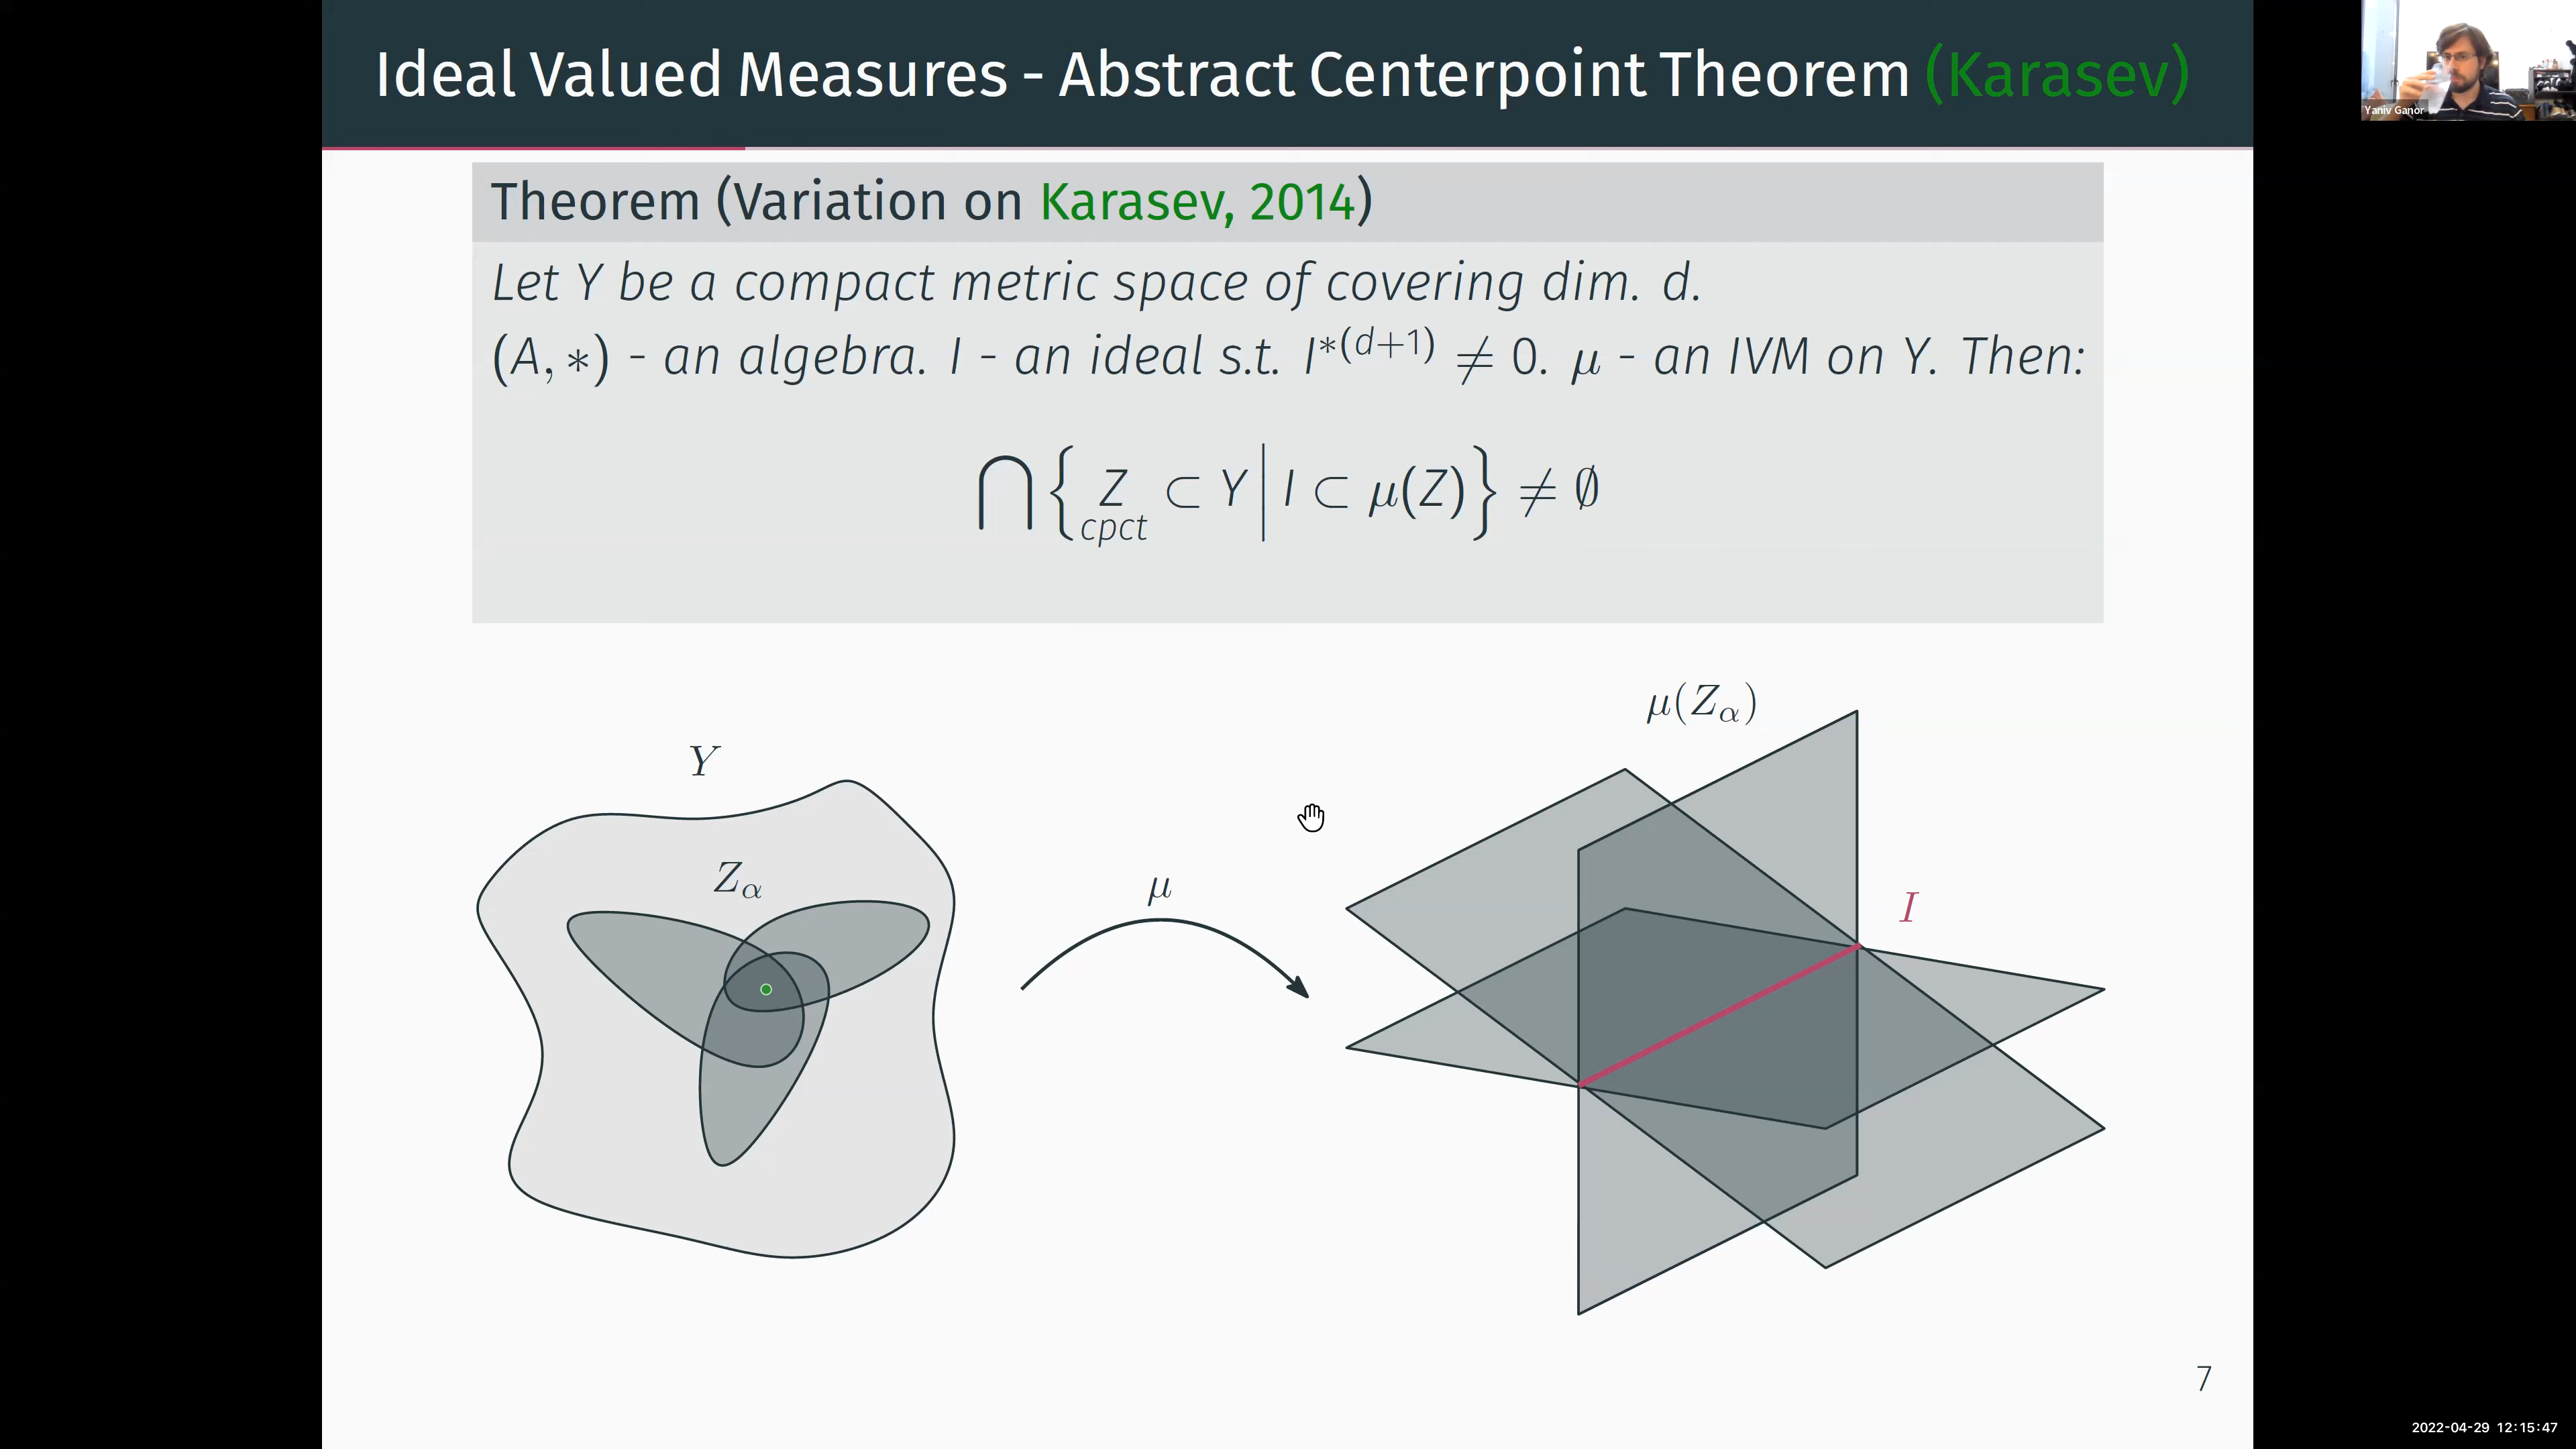 Ideal Valued Measures - Abstract Centerpoint Theorem (Karasev)
Yaniv Ganor
Theorem (Variation on Karasev, 2014)
Let Y be a compact metric space of covering dim. d.
(A, ∗) - an algebra. I - an ideal s.t. I^{∗(d+1)} ≠ 0. μ - an IVM on Y. Then:
⋂ { Z ⊂ Y | I ⊂ μ(Z) } ≠ ∅
cpct
μ(Z_α)
Y
Z_α
μ
I
7
2022-04-29 12:15:47